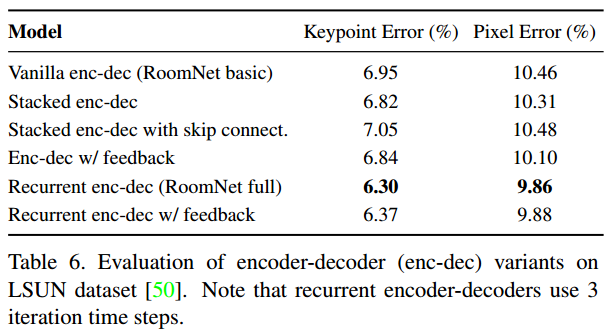 Model Keypoint Error (%) Pixel Error (%)
Vanilla enc-dec (RoomNet basic) 6.95 10.46
Stacked enc-dec 6.82 10.31
Stacked enc-dec with skip connect. 7.05 10.48
Enc-dec w/ feedback 6.84 10.10
Recurrent enc-dec (RoomNet full) 6.30 9.86
Recurrent enc-dec w/ feedback 6.37 9.88
Table 6. Evaluation of encoder-decoder (enc-dec) variants on
LSUN dataset [50]. Note that recurrent encoder-decoders use 3
iteration time steps.